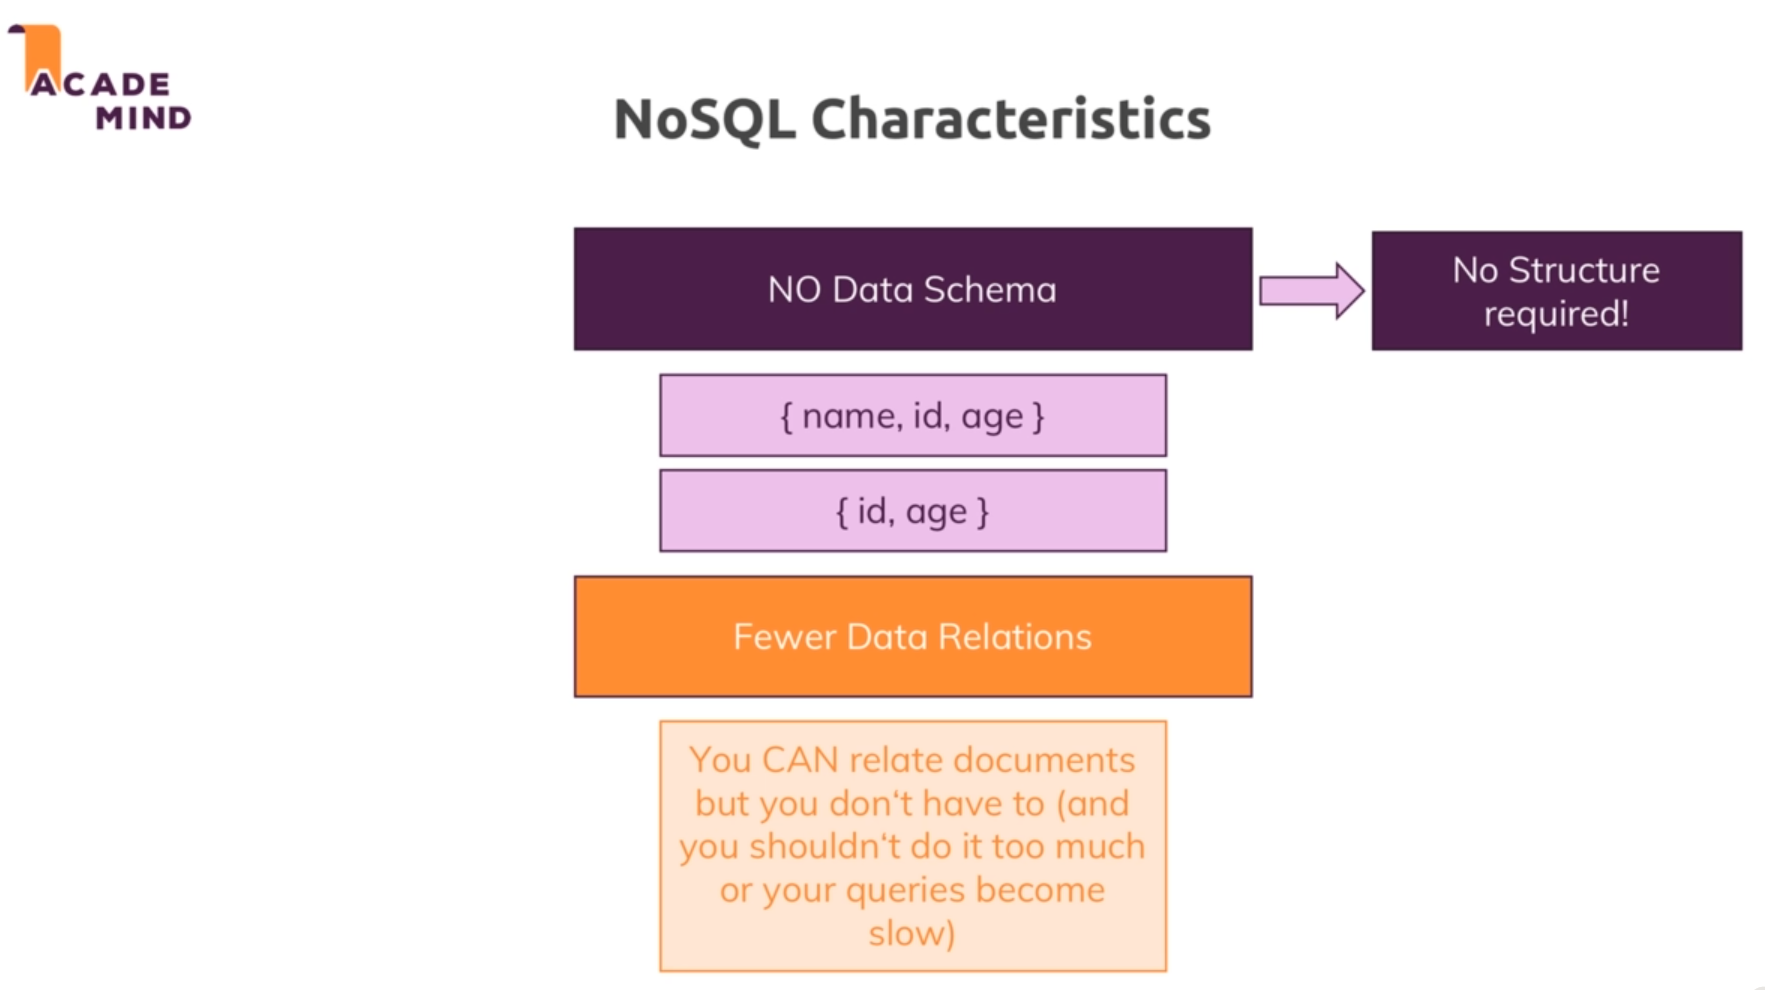 ACADE
MIND
NoSQL Characteristics
NO Data Schema
No Structure
required!
{ name, id, age }
{ id, age }
Fewer Data Relations
You CAN relate documents
but you don‘t have to (and
you shouldn‘t do it too much
or your queries become
slow)